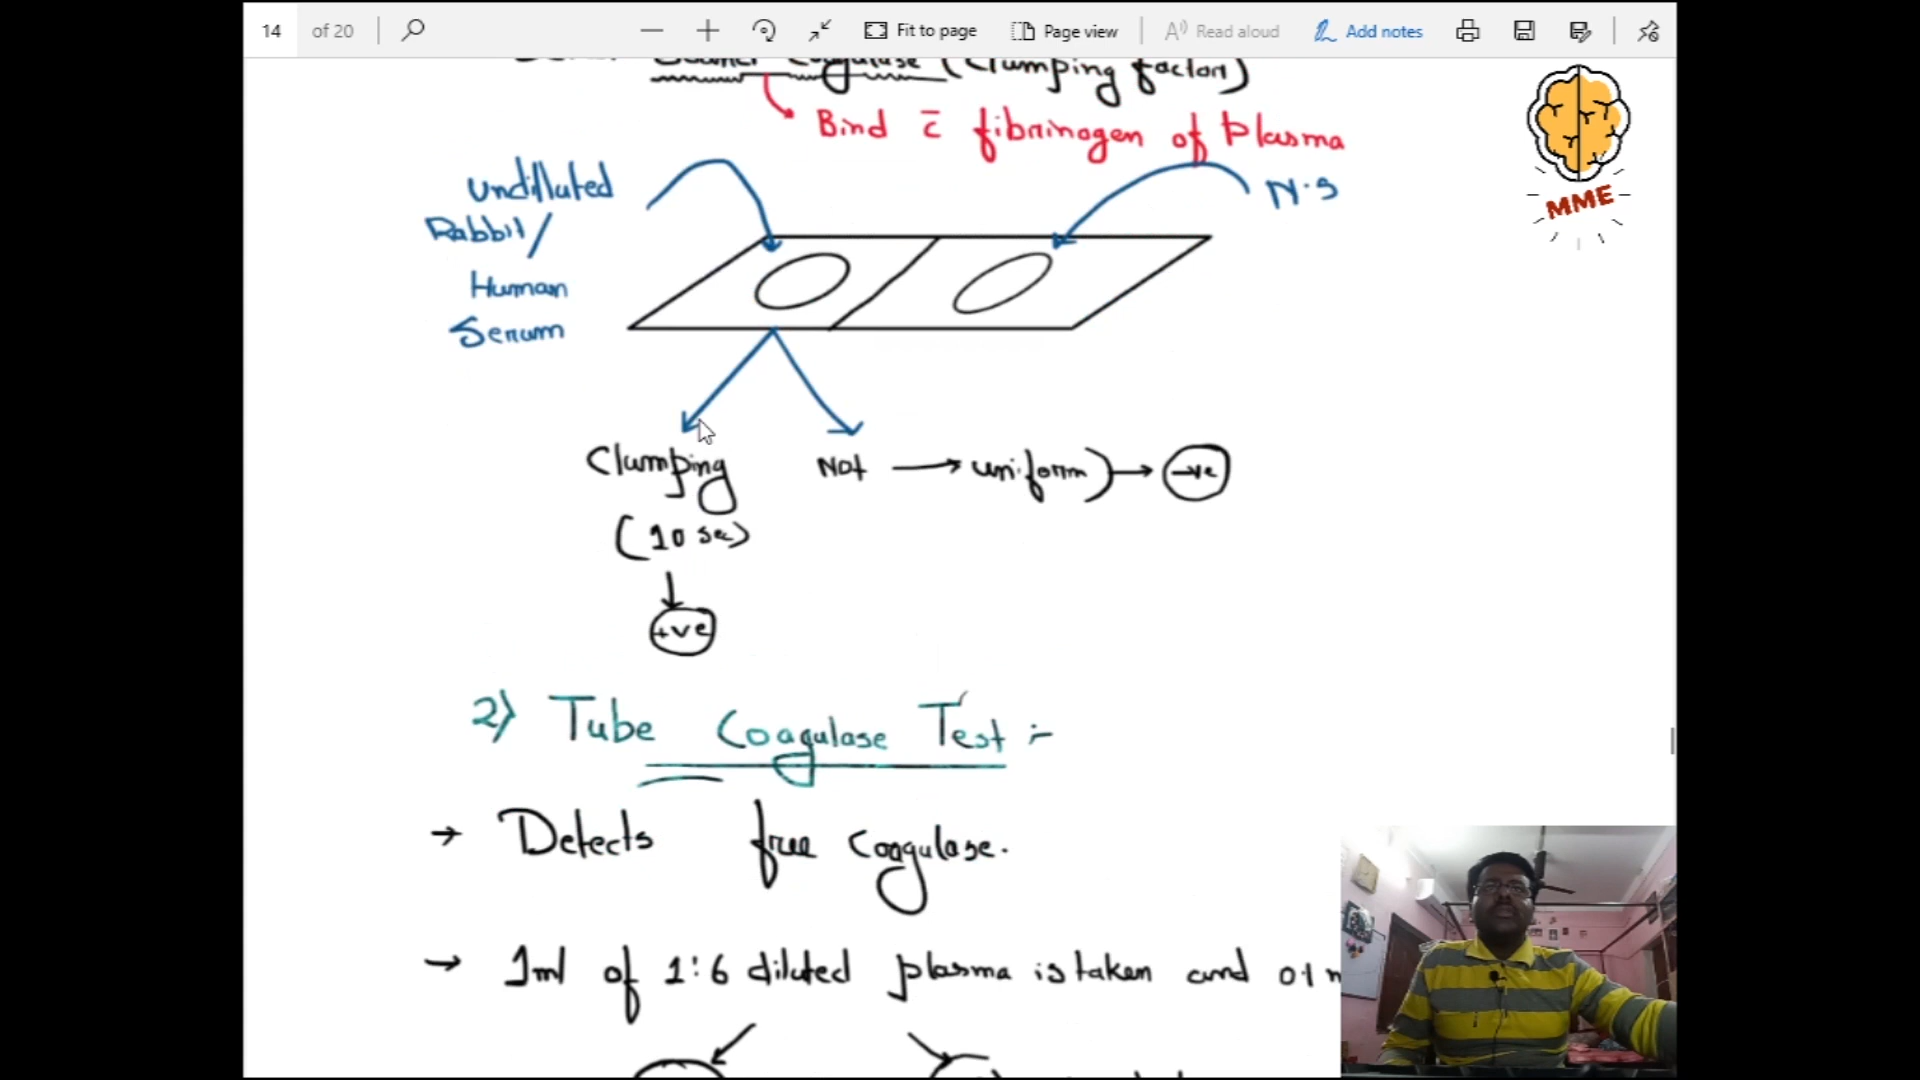 14 of 20 Fit to page Page view Read aloud Add notes
Coagulase (Clumping factor)
Bind c̄ fibrinogen of Plasma
Undilluted
Rabbit/
Human
Serum
N.S
MME
Clumping
(10 sec)
+ve
Not → uniform) → -ve
2) Tube Coagulase Test :-
→ Detects free Coagulase.
→ 1ml of 1:6 diluted plasma is taken and 0.1 m